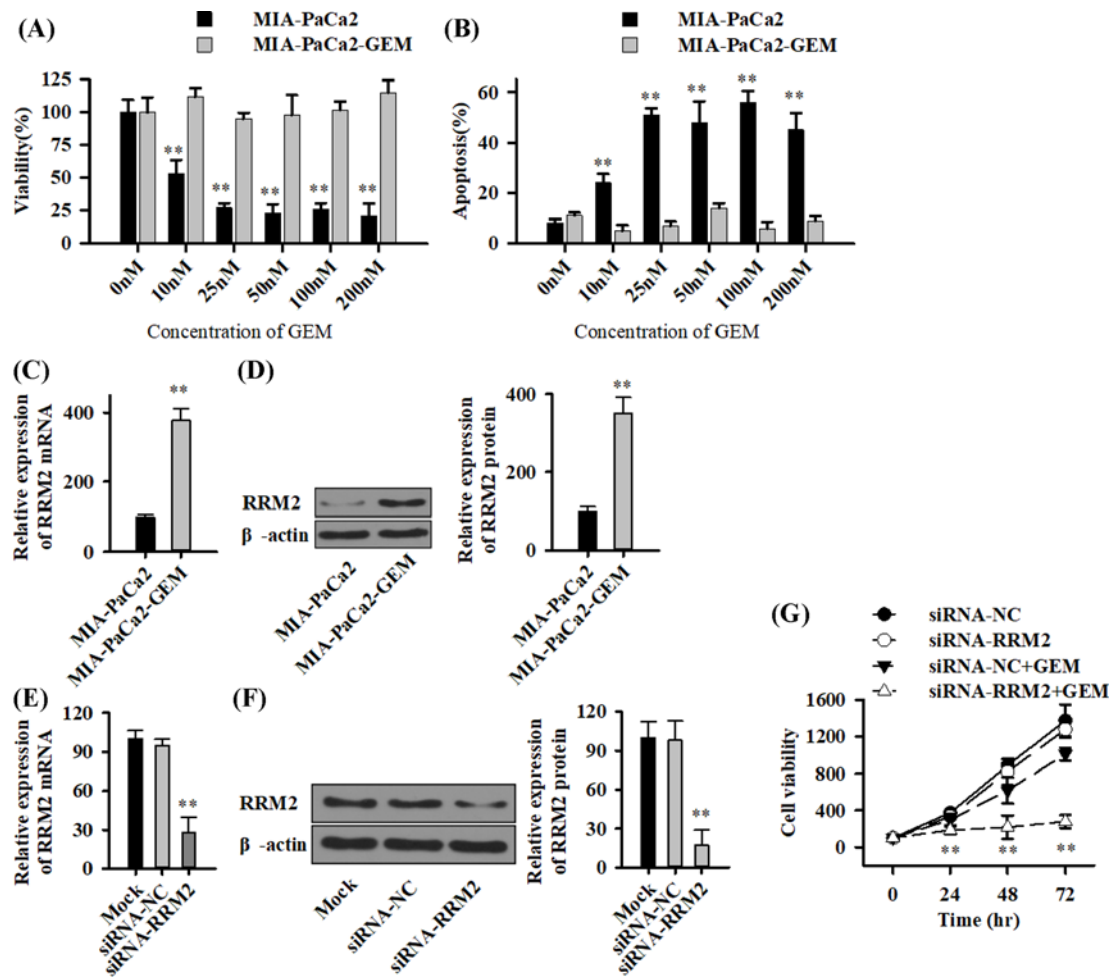 (A)
MIA-PaCa2
MIA-PaCa2-GEM
Viability(%)
125
100
75
50
25
0
**
**
**
**
**
0nM
10nM
25nM
50nM
100nM
200nM
Concentration of GEM
(B)
MIA-PaCa2
MIA-PaCa2-GEM
Apoptosis(%)
60
40
20
0
**
**
**
**
**
0nM
10nM
25nM
50nM
100nM
200nM
Concentration of GEM
(C)
Relative expression
of RRM2 mRNA
400
200
0
**
MIA-PaCa2
MIA-PaCa2-GEM
(D)
RRM2
β -actin
MIA-PaCa2
MIA-PaCa2-GEM
Relative expression
of RRM2 protein
400
200
0
**
MIA-PaCa2
MIA-PaCa2-GEM
(E)
Relative expression
of RRM2 mRNA
120
90
60
30
0
**
Mock
siRNA-NC
siRNA-RRM2
(F)
RRM2
β -actin
Mock
siRNA-NC
siRNA-RRM2
Relative expression
of RRM2 protein
120
90
60
30
0
**
Mock
siRNA-NC
siRNA-RRM2
(G)
siRNA-NC
siRNA-RRM2
siRNA-NC+GEM
siRNA-RRM2+GEM
Cell viability
1600
1200
800
400
0
**
**
**
0
24
48
72
Time (hr)